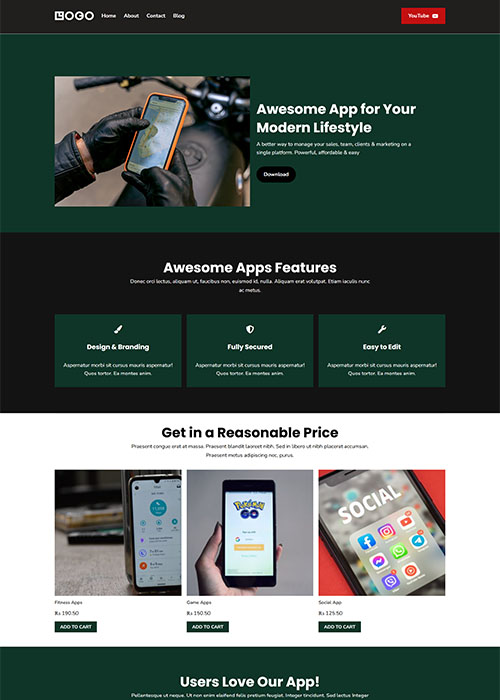 LOGO Home About Contact Blog YouTube
Awesome App for Your
Modern Lifestyle
A better way to manage your sales, team, clients & marketing on a
single platform. Powerful, affordable & easy
Download
Awesome Apps Features
Donec orci lectus, aliquam ut, faucibus non, euismod id, nulla. Aliquam erat volutpat. Etiam iaculis nunc
ac metus.
Design & Branding
Aspernatur morbi sit cursus mauris aspernatur!
Quos tortor. Ea montes anim.
Fully Secured
Aspernatur morbi sit cursus mauris aspernatur!
Quos tortor. Ea montes anim.
Easy to Edit
Aspernatur morbi sit cursus mauris aspernatur!
Quos tortor. Ea montes anim.
Get in a Reasonable Price
Praesent congue erat at massa. Praesent blandit laoreet nibh. Sed in libero ut nibh placerat accumsan.
Praesent metus adipiscing nec, purus.
POKEMON
GO
SOCIAL
Fitness Apps
Rs 190.50
ADD TO CART
Game Apps
Rs 150.50
ADD TO CART
Social App
Rs 125.50
ADD TO CART
Users Love Our App!
Pellentesque ut neque. Ut non enim eleifend felis pretium feugiat. Integer tincidunt. Sed lectus Integer